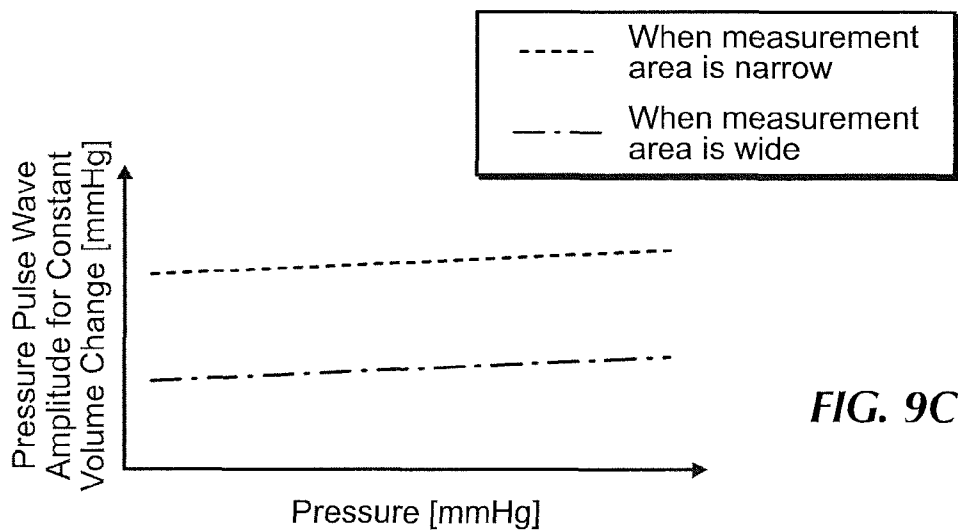 When measurement
area is narrow
When measurement
area is wide
Pressure Pulse Wave
Amplitude for Constant
Volume Change [mmHg]
FIG. 9C
Pressure [mmHg]